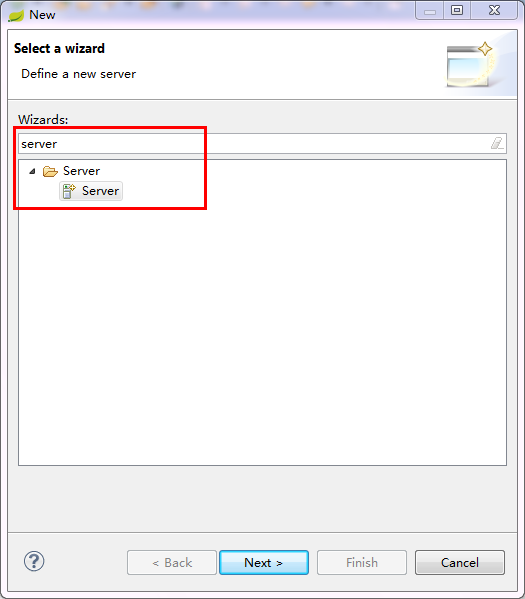 New
Select a wizard
Define a new server
Wizards:
server
Server
Server
?
< Back
Next >
Finish
Cancel